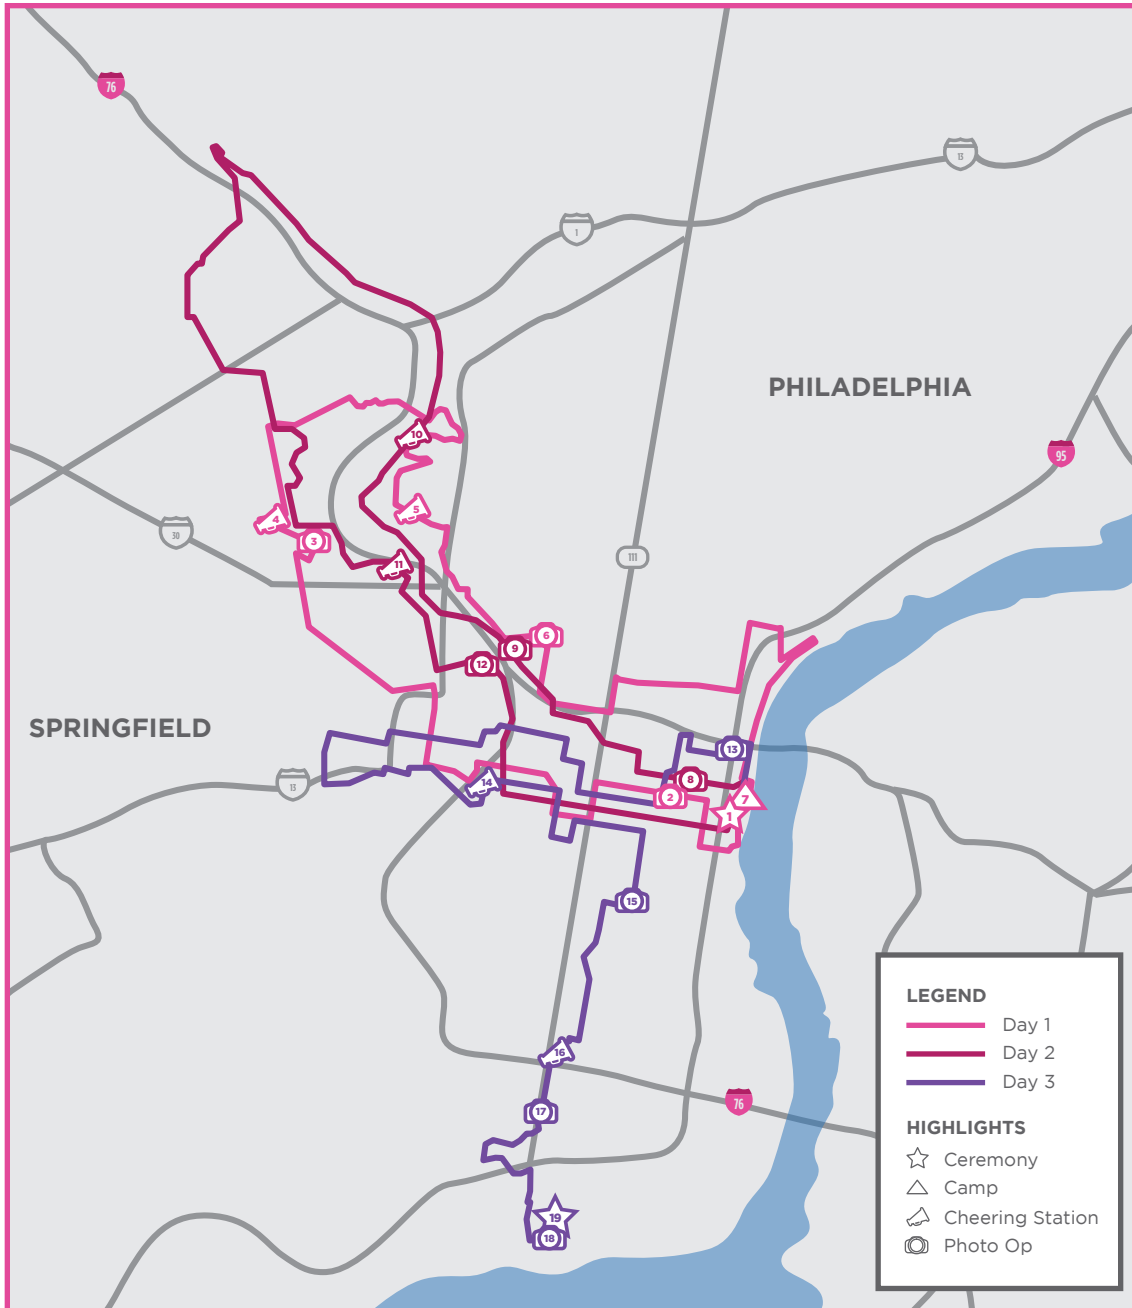 76
13
1
PHILADELPHIA
10
95
5
4
30
3
111
11
6
9
12
SPRINGFIELD
13
13
8
14
2
7
1
15
LEGEND
Day 1
Day 2
Day 3
16
76
17
HIGHLIGHTS
Ceremony
Camp
19
Cheering Station
18
Photo Op